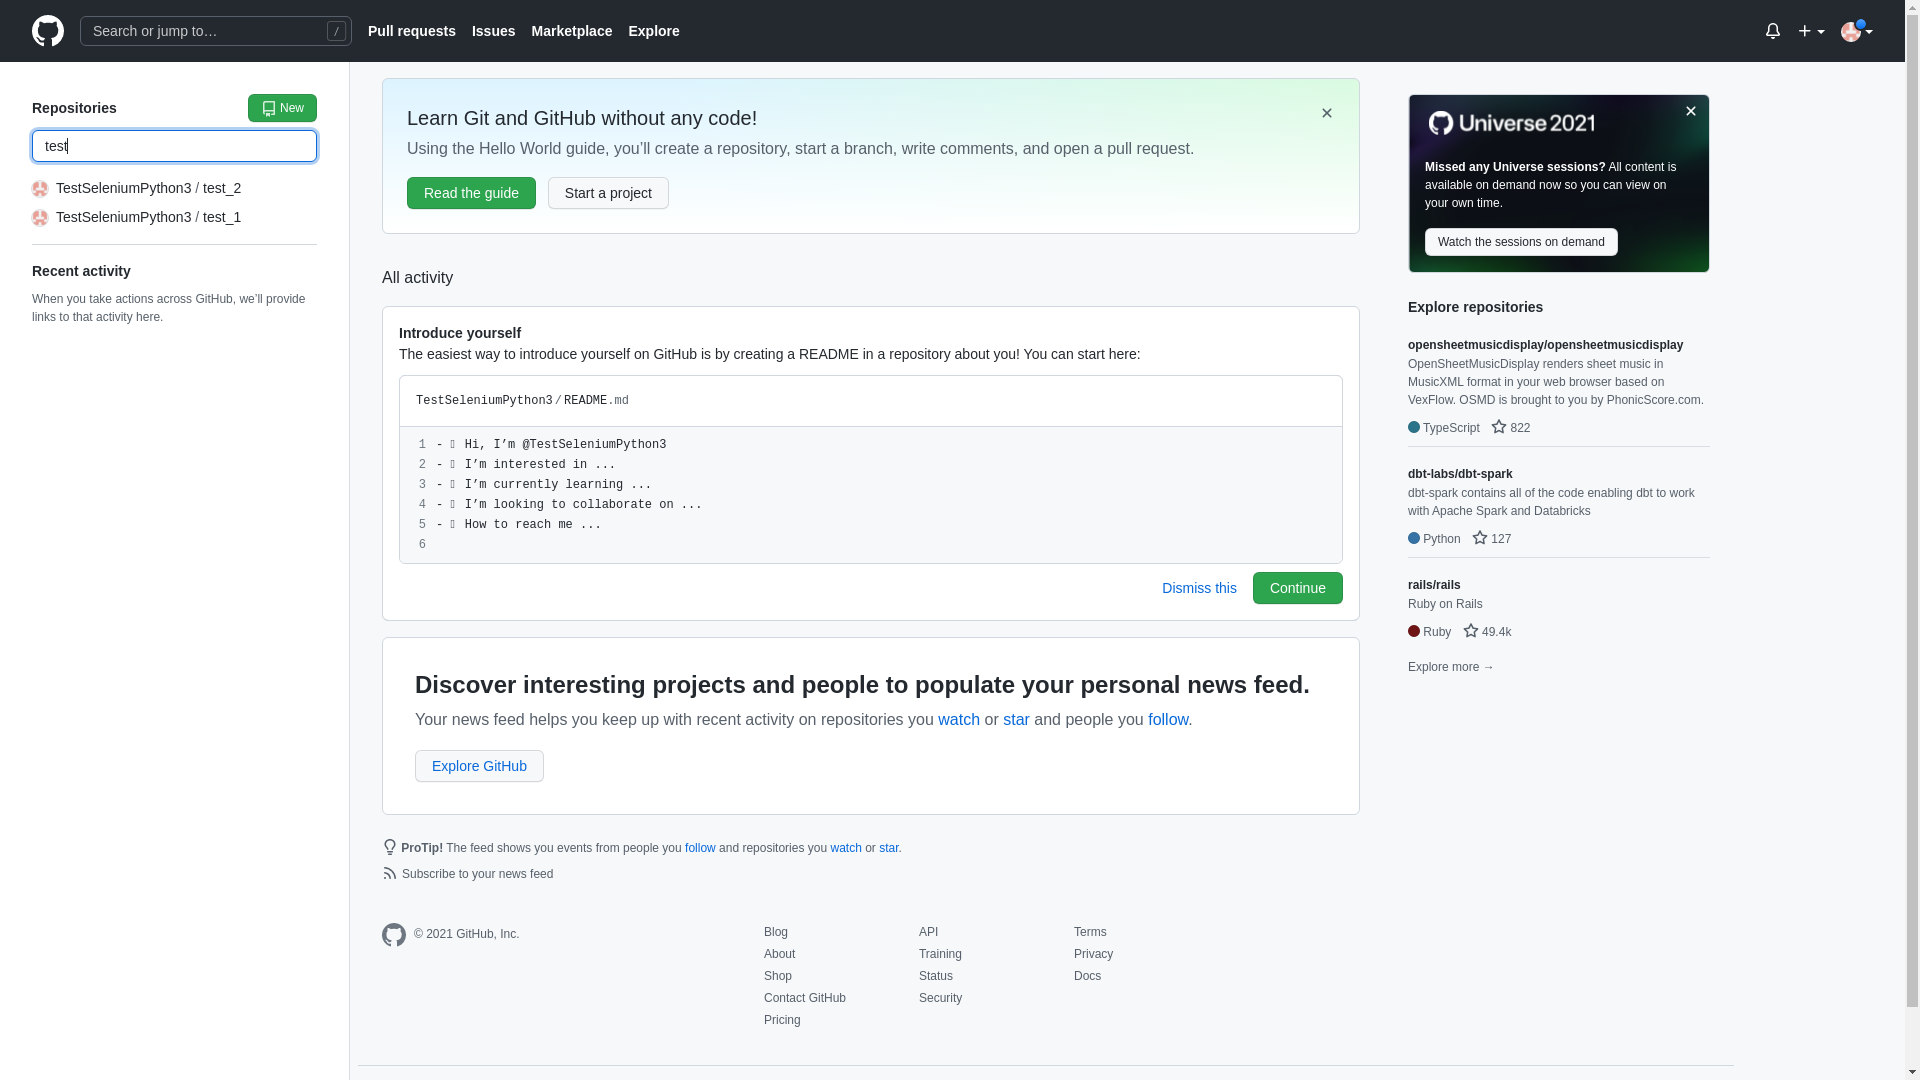 Search or jump to…
/
Pull requests
Issues
Marketplace
Explore
Repositories
New
test
TestSeleniumPython3 / test_2
TestSeleniumPython3 / test_1
Recent activity
When you take actions across GitHub, we’ll provide
links to that activity here.
Learn Git and GitHub without any code!
Using the Hello World guide, you’ll create a repository, start a branch, write comments, and open a pull request.
Read the guide
Start a project
All activity
Introduce yourself
The easiest way to introduce yourself on GitHub is by creating a README in a repository about you! You can start here:
TestSeleniumPython3 / README.md
1 - Hi, I’m @TestSeleniumPython3
2 - I’m interested in ...
3 - I’m currently learning ...
4 - I’m looking to collaborate on ...
5 - How to reach me ...
6
Dismiss this
Continue
Discover interesting projects and people to populate your personal news feed.
Your news feed helps you keep up with recent activity on repositories you watch or star and people you follow.
Explore GitHub
ProTip! The feed shows you events from people you follow and repositories you watch or star.
Subscribe to your news feed
Universe 2021
Missed any Universe sessions? All content is
available on demand now so you can view on
your own time.
Watch the sessions on demand
Explore repositories
opensheetmusicdisplay/opensheetmusicdisplay
OpenSheetMusicDisplay renders sheet music in
MusicXML format in your web browser based on
VexFlow. OSMD is brought to you by PhonicScore.com.
TypeScript 822
dbt-labs/dbt-spark
dbt-spark contains all of the code enabling dbt to work
with Apache Spark and Databricks
Python 127
rails/rails
Ruby on Rails
Ruby 49.4k
Explore more →
© 2021 GitHub, Inc.
Blog
About
Shop
Contact GitHub
Pricing
API
Training
Status
Security
Terms
Privacy
Docs